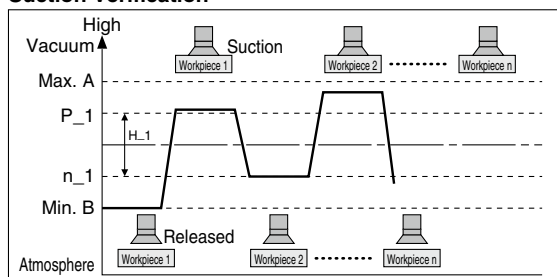 Suction Verification
High
Vacuum
Suction
Workpiece 1
Workpiece 2
Workpiece n
Max. A
P_1
H_1
n_1
Min. B
Released
Workpiece 1
Workpiece 2
Workpiece n
Atmosphere